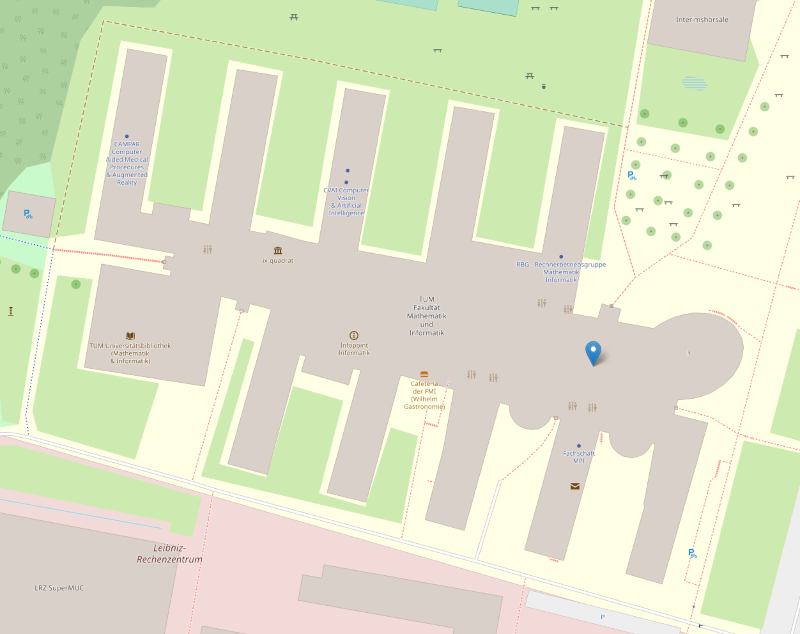 Interimshörsäle
CAMPAR
Computer
Aided Medical
Procedures
& Augmented
Reality
CVAI Computer
Vision
& Artificial
Intelligence
ix quadrat
RBG - Rechnerbetriebsgruppe
Mathematik
Informatik
TUM
Fakultät
Mathematik
und
Informatik
TUM Universitätsbibliothek
(Mathematik
& Informatik)
Infopoint
Informatik
Cafeteria
der FMI
(Wilhelm
Gastronomie)
Fachschaft
MPI
Leibniz-
Rechenzentrum
LRZ SuperMUC
P
P
P
P